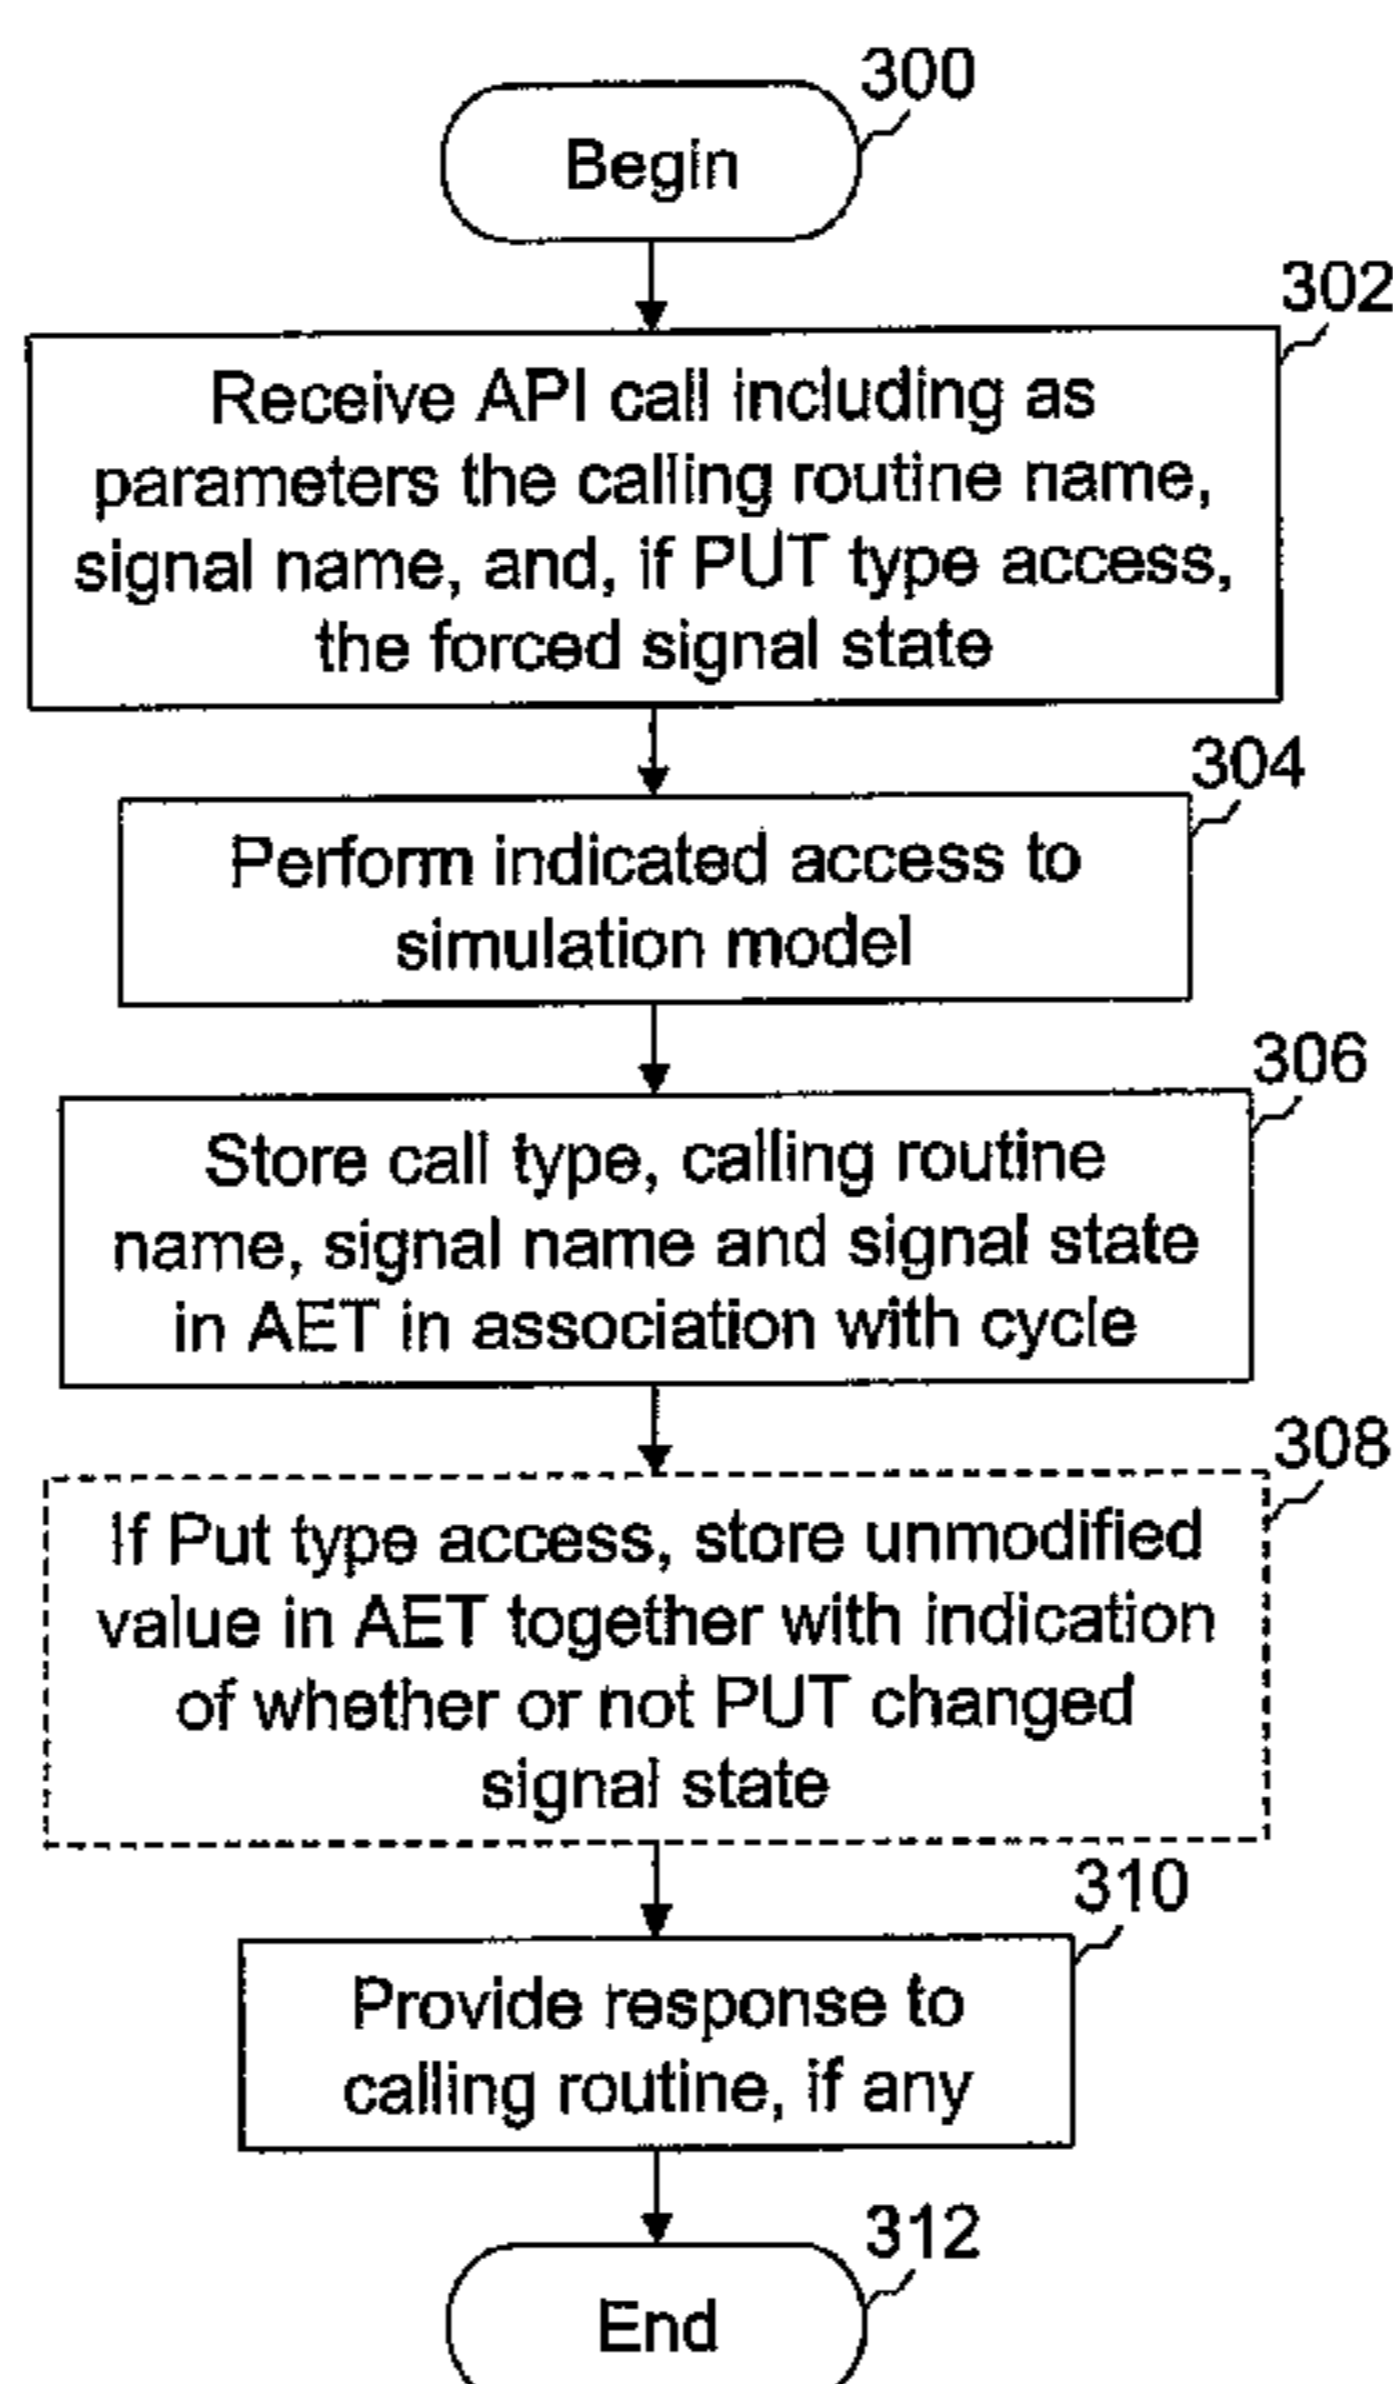 300
Begin
302
Receive API call including as
parameters the calling routine name,
signal name, and, if PUT type access,
the forced signal state
304
Perform indicated access to
simulation model
306
Store call type, calling routine
name, signal name and signal state
in AET in association with cycle
308
If Put type access, store unmodified
value in AET together with indication
of whether or not PUT changed
signal state
310
Provide response to
calling routine, if any
312
End